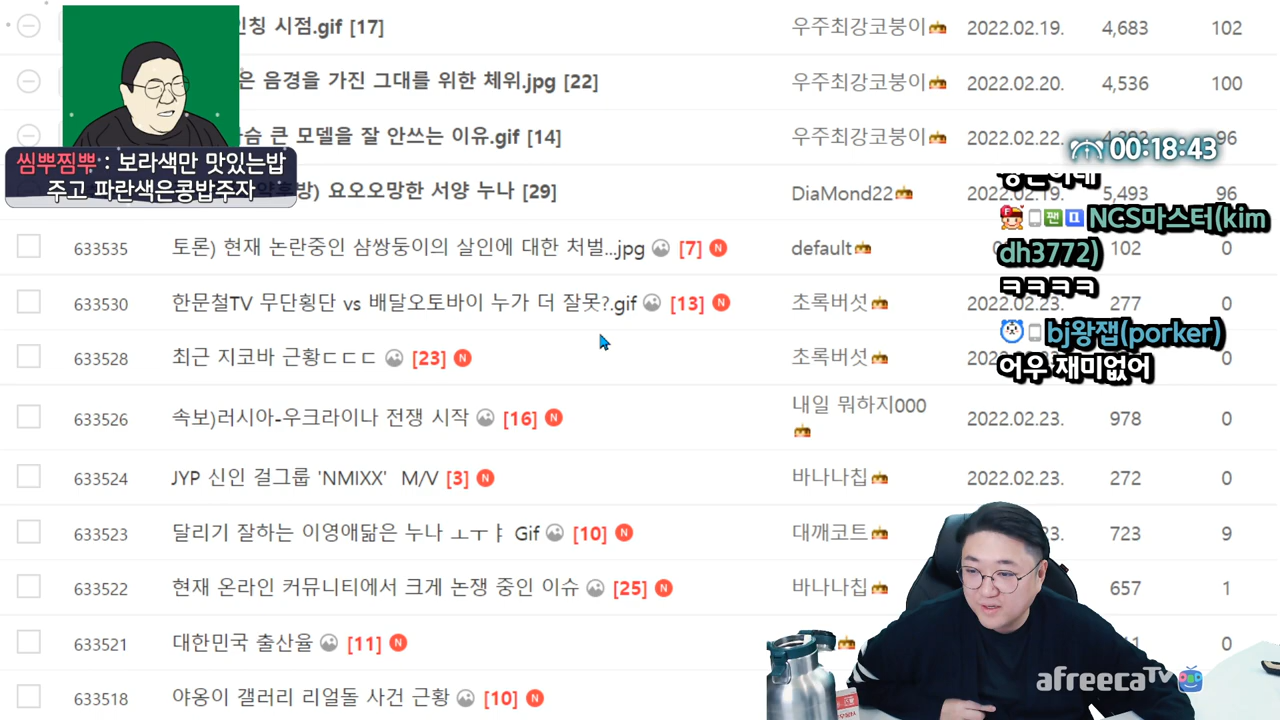 인칭 시점.gif [17] 우주최강코붕이 2022.02.19. 4,683 102
은 음경을 가진 그대를 위한 체위.jpg [22] 우주최강코붕이 2022.02.20. 4,536 100
슴 큰 모델을 잘 안쓰는 이유.gif [14] 우주최강코붕이 2022.02.22. 96
00:18:43
씸뿌찜뿌 : 보라색만 맛있는밥
주고 파란색은콩밥주자
방) 요오오망한 서양 누나 [29] DiaMond22 2022.02.19. 5,493 96
NCS마스터(kim
dh3772)
ㅋㅋㅋㅋ
633535 토론) 현재 논란중인 삼쌍둥이의 살인에 대한 처벌...jpg [7] N default 102 0
633530 한문철TV 무단횡단 vs 배달오토바이 누가 더 잘못?.gif [13] N 초록버섯 2022.02.23. 277 0
bj왕잽(porker)
어우 재미없어
633528 최근 지코바 근황ㄷㄷㄷ [23] N 초록버섯 0
633526 속보)러시아-우크라이나 전쟁 시작 [16] N 내일 뭐하지000 2022.02.23. 978 0
633524 JYP 신인 걸그룹 'NMIXX' M/V [3] N 바나나칩 2022.02.23. 272 0
633523 달리기 잘하는 이영애닮은 누나 ㅗㅜㅑ Gif [10] N 대깨코트 23. 723 9
633522 현재 온라인 커뮤니티에서 크게 논쟁 중인 이슈 [25] N 바나나칩 657 1
633521 대한민국 출산율 [11] N 0
633518 야옹이 갤러리 리얼돌 사건 근황 [10] N
afreecaTV